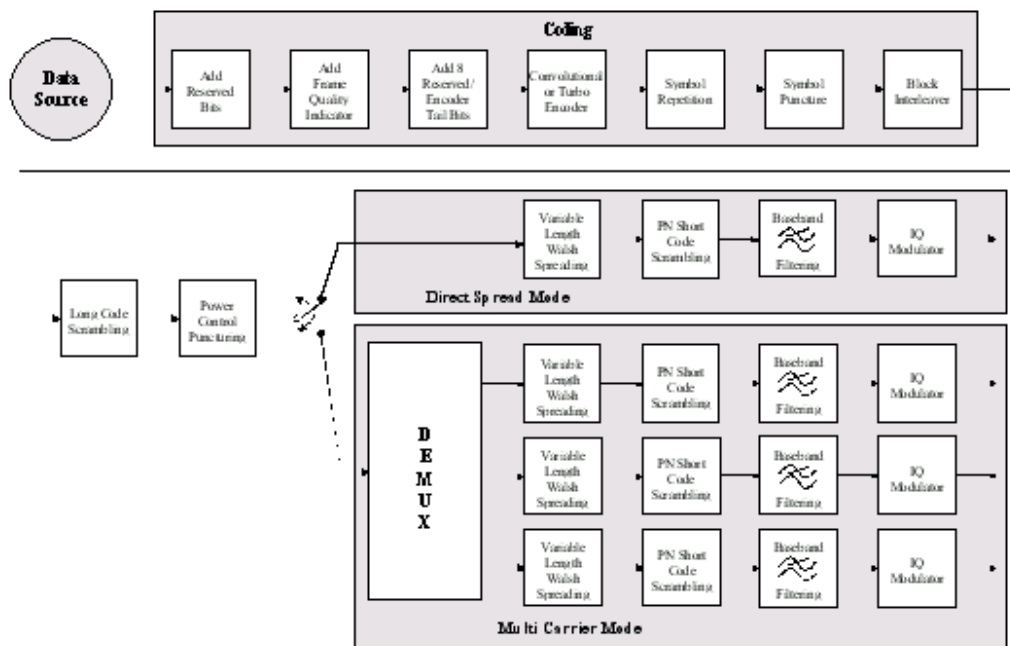 Coding
Data
Source
Add
Reserved
Bits
Add
Frame
Quality
Indicator
Add 8
Reserved/
Encoder
Tail Bits
Convolutional
or Turbo
Encoder
Symbol
Repetition
Symbol
Puncture
Block
Interleaver
Long Code
Scrambling
Power
Control
Puncturing
Variable
Length
Walsh
Spreading
PN Short
Code
Scrambling
Baseband
Filtering
IQ
Modulator
Direct Spread Mode
D
E
M
U
X
Variable
Length
Walsh
Spreading
PN Short
Code
Scrambling
Baseband
Filtering
IQ
Modulator
Variable
Length
Walsh
Spreading
PN Short
Code
Scrambling
Baseband
Filtering
IQ
Modulator
Variable
Length
Walsh
Spreading
PN Short
Code
Scrambling
Baseband
Filtering
IQ
Modulator
Multi Carrier Mode